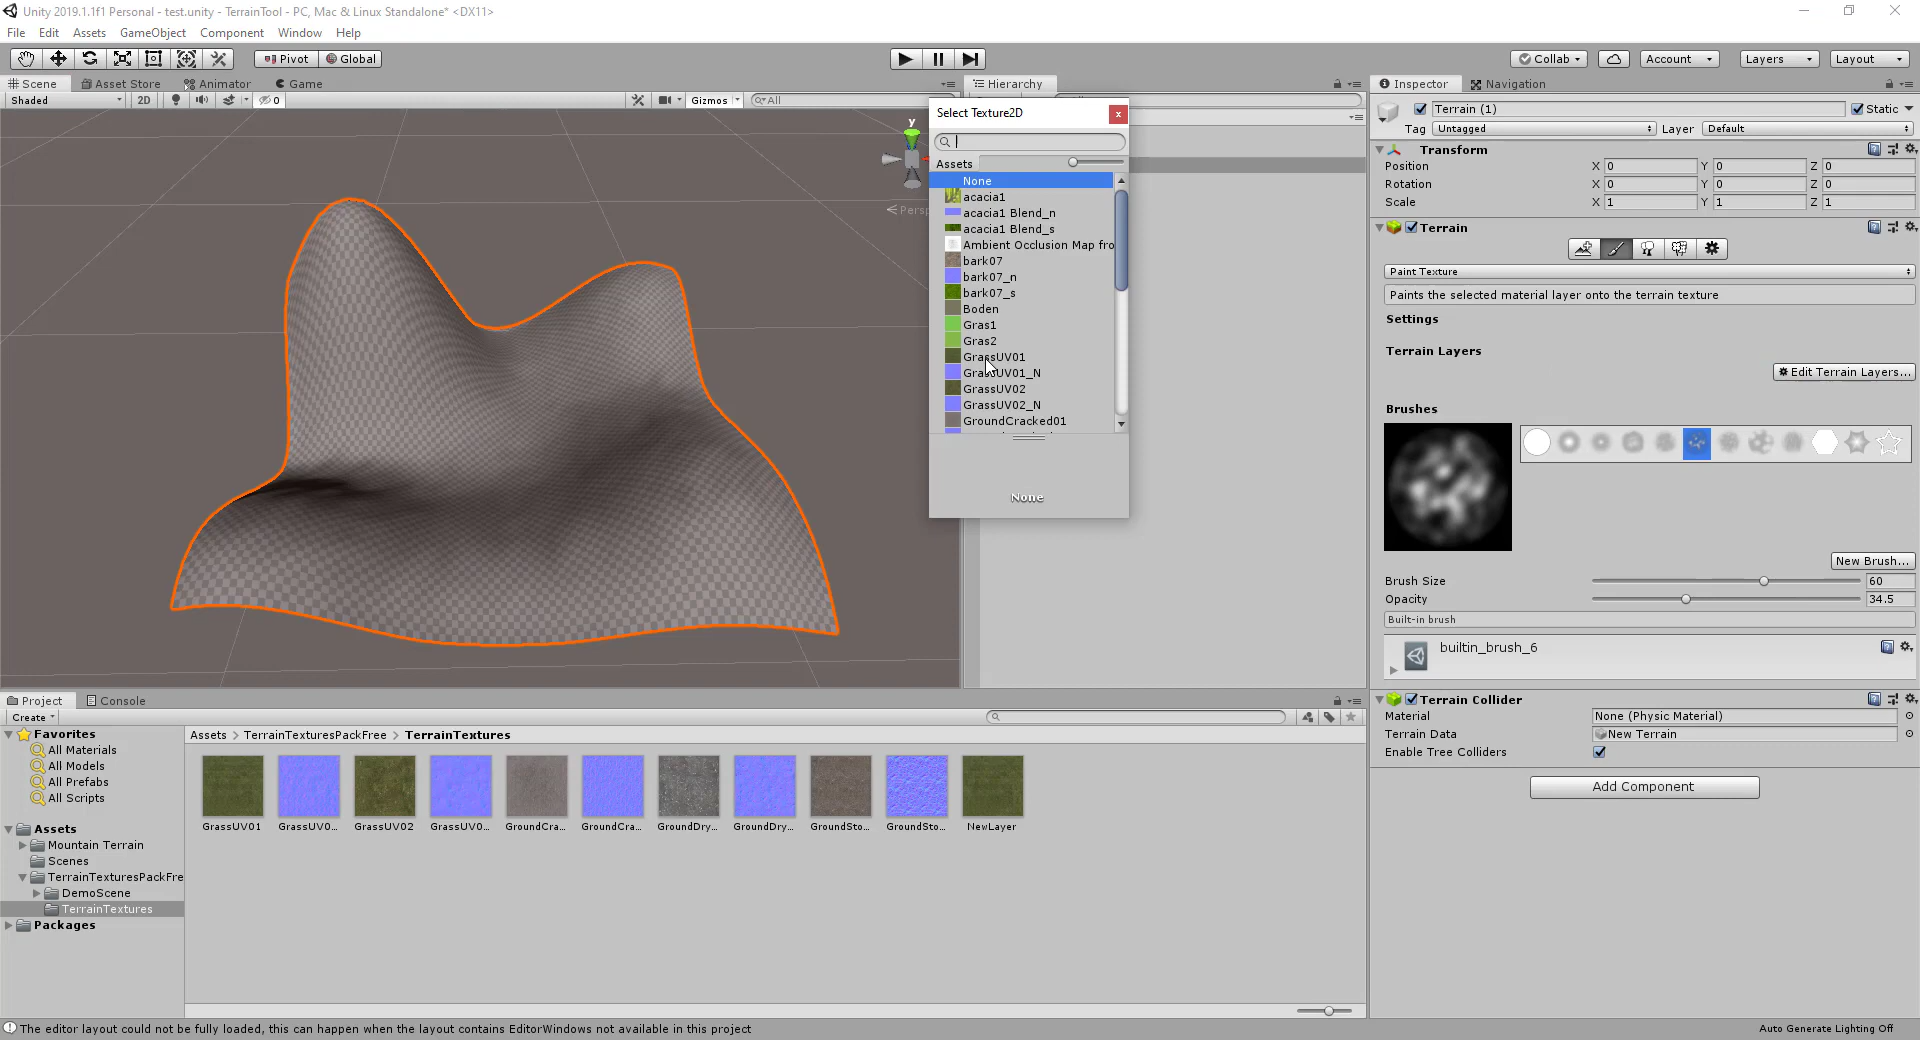 Unity 2019.1.1f1 Personal - test.unity - TerrainTool - PC, Mac & Linux Standalone* <DX11>
File Edit Assets GameObject Component Window Help
Pivot Global Collab Account Layers Layout
Scene Asset Store Animator Game
Shaded 2D 0 Gizmos All
y
Persp
Hierarchy
Select Texture2D
x
Assets
None
acacia1
acacia1 Blend_n
acacia1 Blend_s
Ambient Occlusion Map fro
bark07
bark07_n
bark07_s
Boden
Gras1
Gras2
GrassUV01
GrassUV01_N
GrassUV02
GrassUV02_N
GroundCracked01
None
Inspector Navigation
Terrain (1) Static
Tag Untagged Layer Default
Transform
Position X 0 Y 0 Z 0
Rotation X 0 Y 0 Z 0
Scale X 1 Y 1 Z 1
Terrain
Paint Texture
Paints the selected material layer onto the terrain texture
Settings
Terrain Layers
Edit Terrain Layers...
Brushes
New Brush...
Brush Size 60
Opacity 34.5
Built-in brush
builtin_brush_6
Terrain Collider
Material None (Physic Material)
Terrain Data New Terrain
Enable Tree Colliders
Add Component
Project Console
Create
Favorites
All Materials
All Models
All Prefabs
All Scripts
Assets
Mountain Terrain
Scenes
TerrainTexturesPackFre
DemoScene
TerrainTextures
Packages
Assets > TerrainTexturesPackFree > TerrainTextures
GrassUV01 GrassUV0... GrassUV02 GrassUV0... GroundCra... GroundCra... GroundDry... GroundDry... GroundSto... GroundSto... NewLayer
The editor layout could not be fully loaded, this can happen when the layout contains EditorWindows not available in this project
Auto Generate Lighting Off